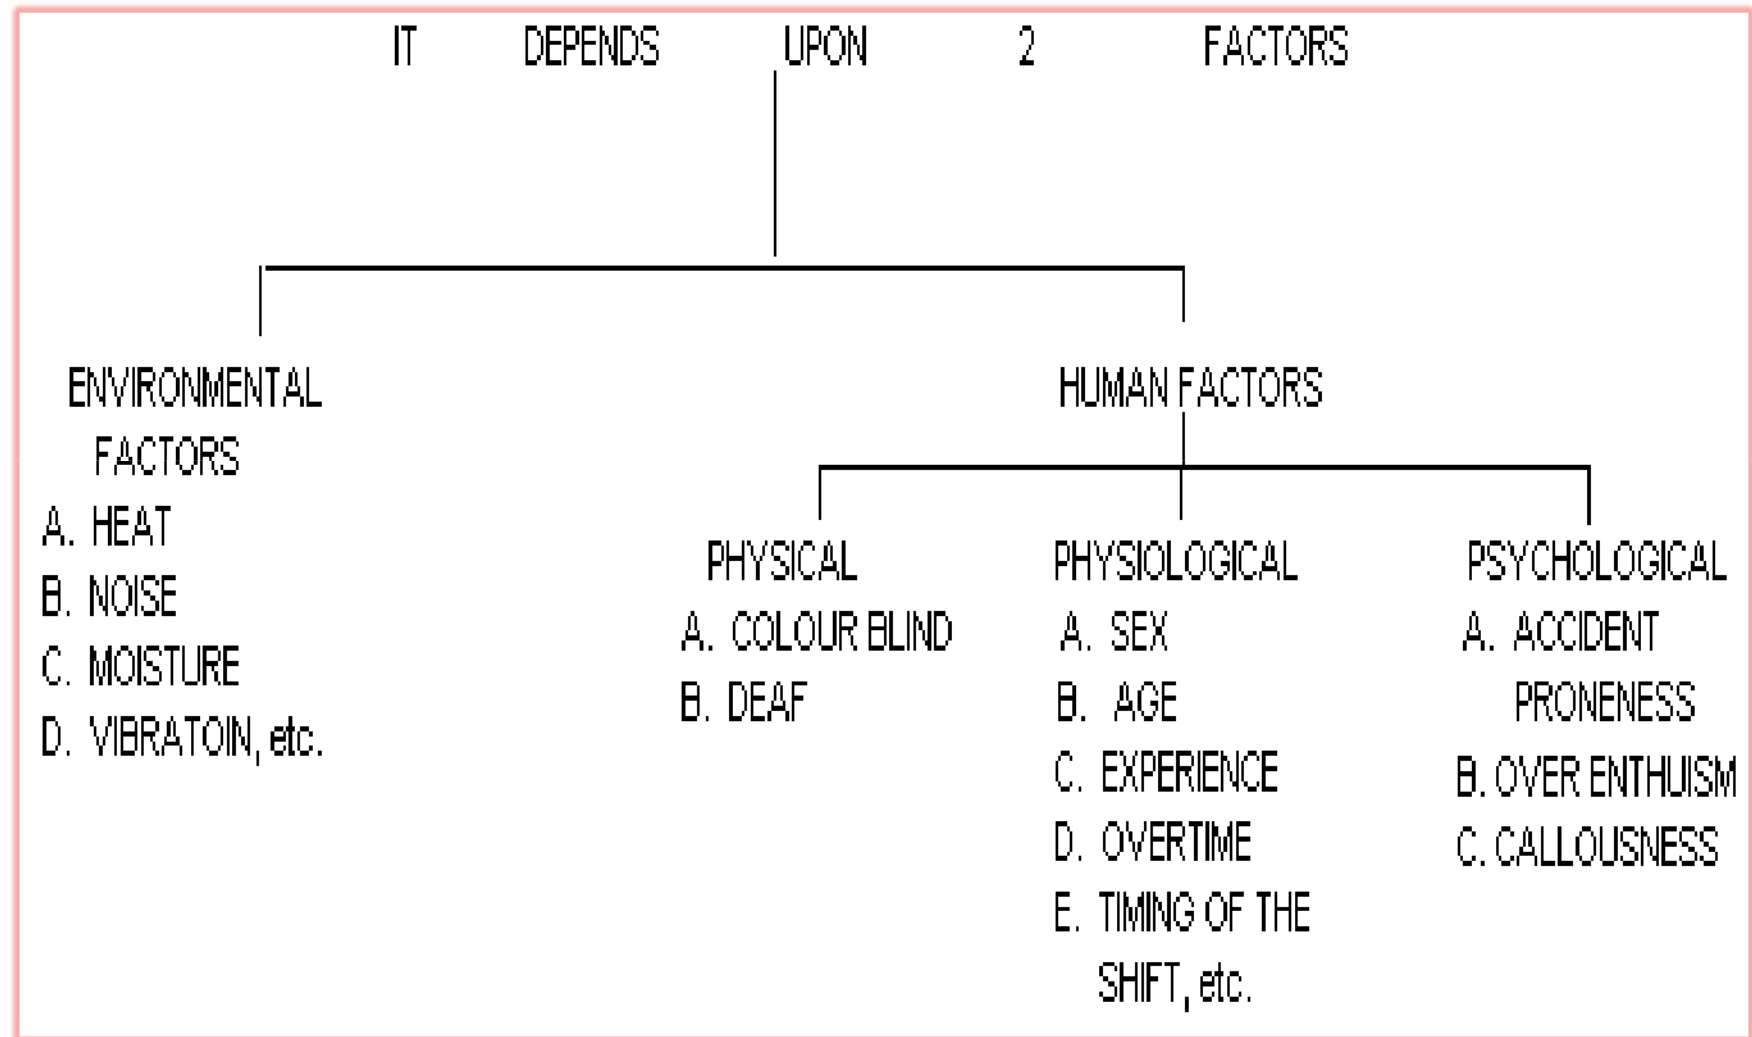 IT DEPENDS UPON 2 FACTORS
ENVIRONMENTAL
FACTORS
A. HEAT
B. NOISE
C. MOISTURE
D. VIBRATOIN, etc.
HUMAN FACTORS
PHYSICAL
A. COLOUR BLIND
B. DEAF
PHYSIOLOGICAL
A. SEX
B. AGE
C. EXPERIENCE
D. OVERTIME
E. TIMING OF THE
SHIFT, etc.
PSYCHOLOGICAL
A. ACCIDENT
PRONENESS
B. OVER ENTHUISM
C. CALLOUSNESS